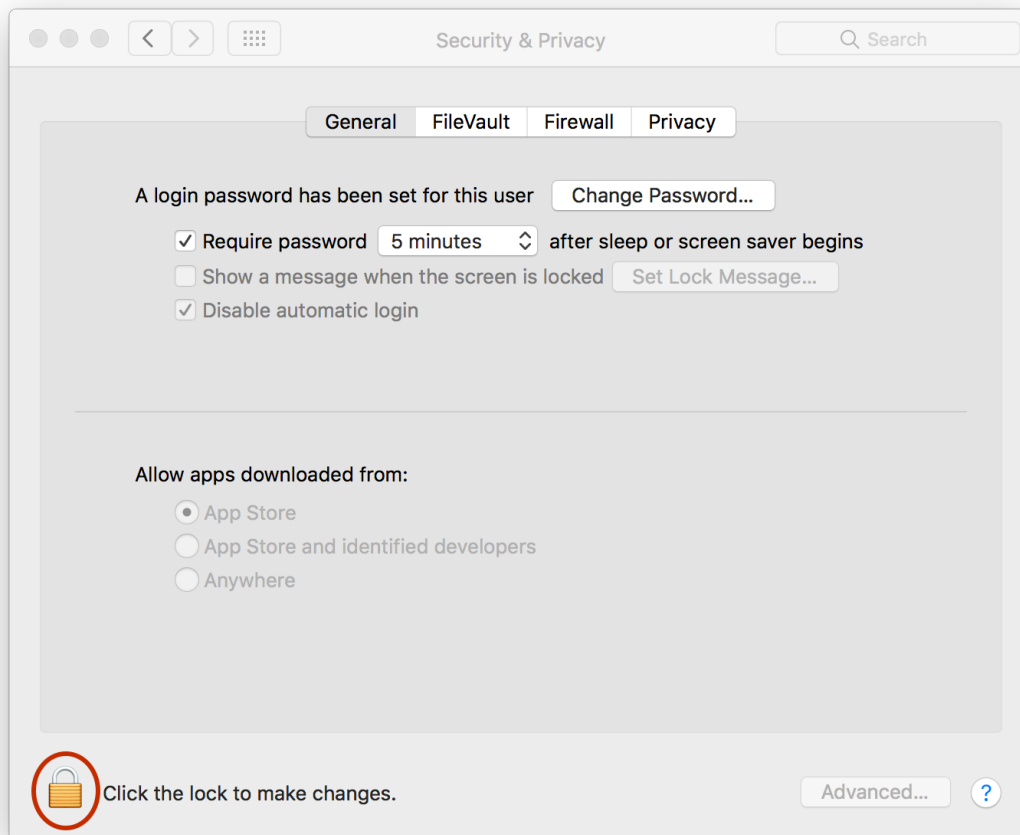 Security & Privacy
Search
General FileVault Firewall Privacy
A login password has been set for this user Change Password...
Require password 5 minutes after sleep or screen saver begins
Show a message when the screen is locked Set Lock Message...
Disable automatic login
Allow apps downloaded from:
App Store
App Store and identified developers
Anywhere
Click the lock to make changes. Advanced... ?